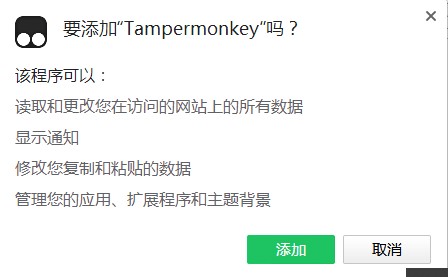 要添加“Tampermonkey“吗？
该程序可以：
读取和更改您在访问的网站上的所有数据
显示通知
修改您复制和粘贴的数据
管理您的应用、扩展程序和主题背景
添加
取消